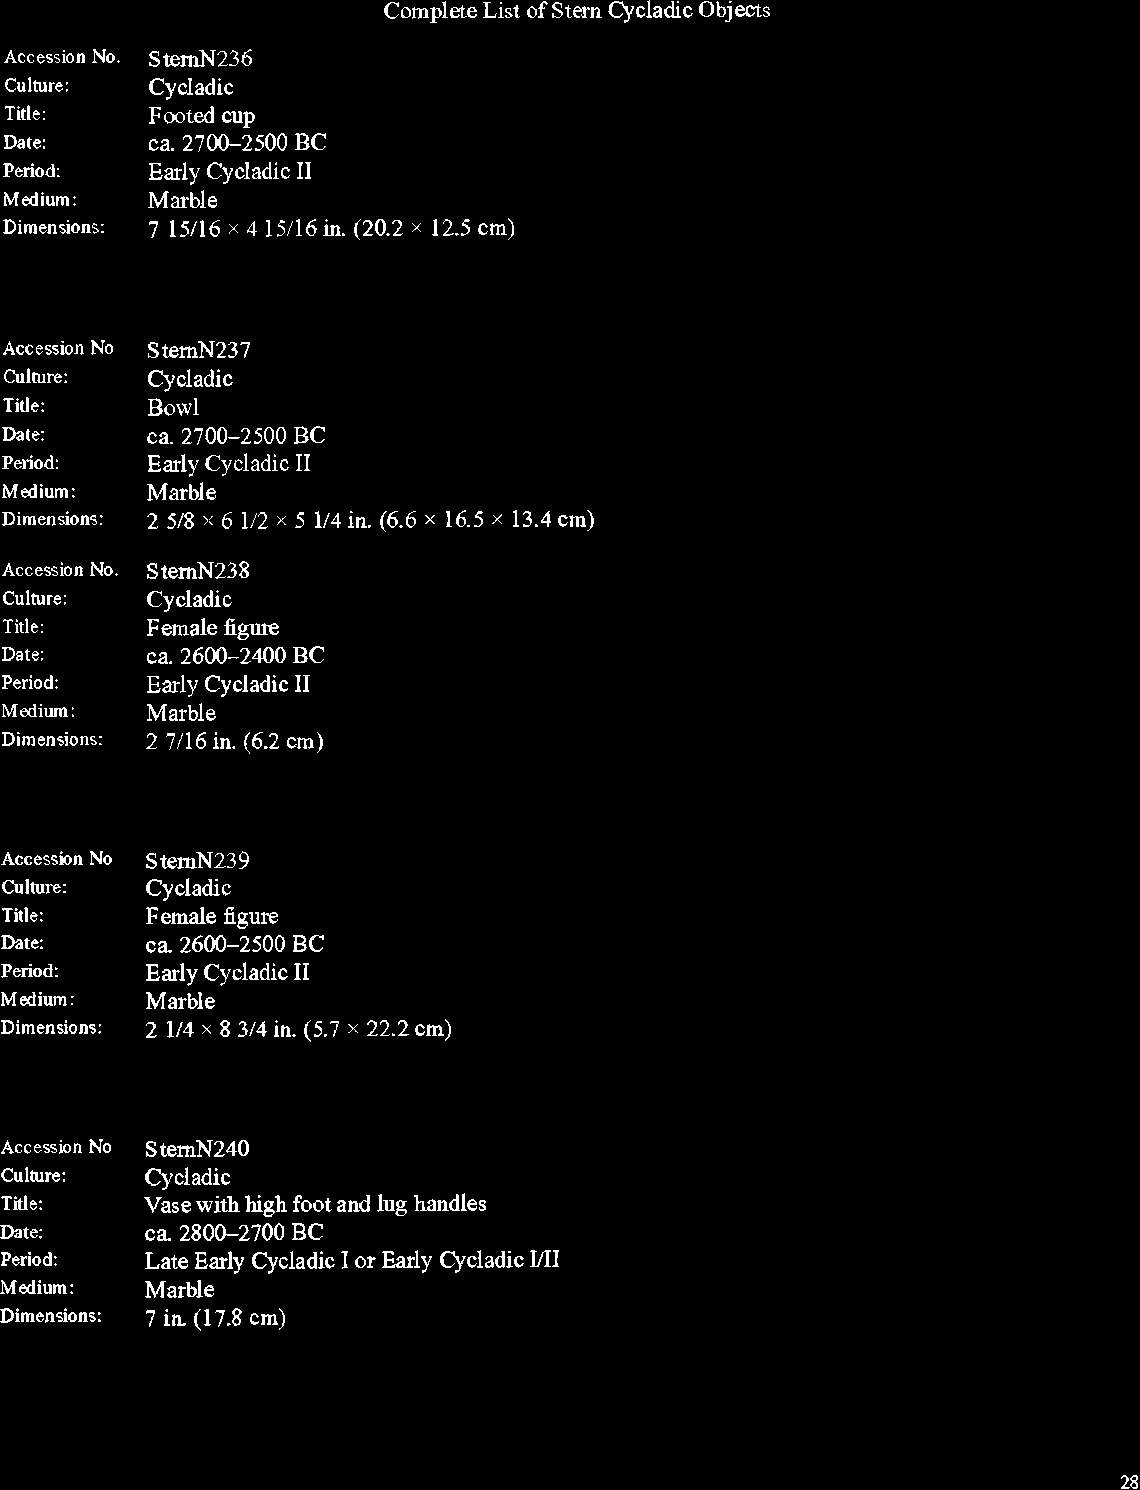 Complete List of Stern Cycladic Objects
Accession No. SternN236
Culture: Cycladic
Title: Footed cup
Date: ca. 2700–2500 BC
Period: Early Cycladic II
Medium: Marble
Dimensions: 7 15/16 × 4 15/16 in. (20.2 × 12.5 cm)
Accession No SternN237
Culture: Cycladic
Title: Bowl
Date: ca. 2700–2500 BC
Period: Early Cycladic II
Medium: Marble
Dimensions: 2 5/8 × 6 1/2 × 5 1/4 in. (6.6 × 16.5 × 13.4 cm)
Accession No. SternN238
Culture: Cycladic
Title: Female figure
Date: ca. 2600–2400 BC
Period: Early Cycladic II
Medium: Marble
Dimensions: 2 7/16 in. (6.2 cm)
Accession No SternN239
Culture: Cycladic
Title: Female figure
Date: ca. 2600–2500 BC
Period: Early Cycladic II
Medium: Marble
Dimensions: 2 1/4 × 8 3/4 in. (5.7 × 22.2 cm)
Accession No SternN240
Culture: Cycladic
Title: Vase with high foot and lug handles
Date: ca. 2800–2700 BC
Period: Late Early Cycladic I or Early Cycladic I/II
Medium: Marble
Dimensions: 7 in. (17.8 cm)
28